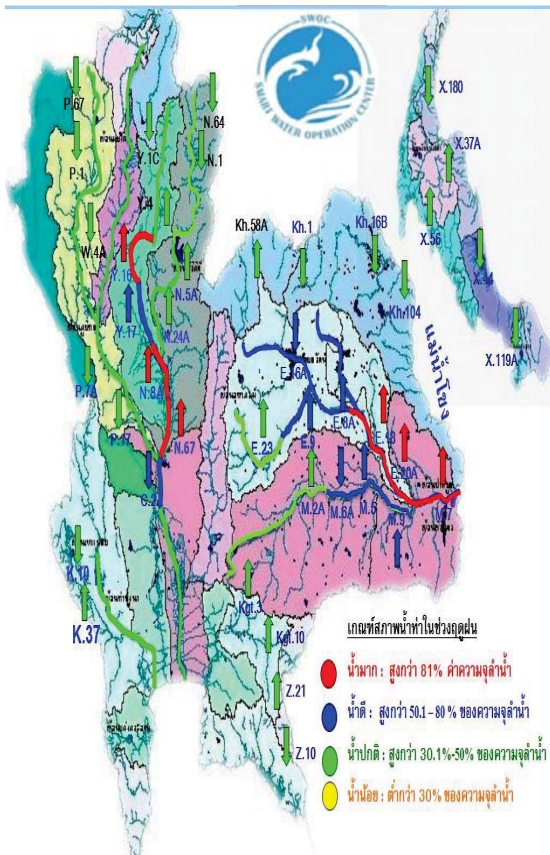 SWOC
SMART WATER OPERATION CENTER
P.67
N.64
Y.1C
N.1
P.1
Y.4
W.4A
Y.16
N.5A
Y.17
N.24A
P.7A
N.8A
P.17
N.67
C.2
K.10
K.37
Kh.58A
Kh.1
Kh.16B
Kh.104
แม่น้ำโขง
E.16A
E.8A
E.9
E.23
E.18
E.20A
M.2A
M.6A
M.5
M.9
M.7
Kgt.3
Kgt.10
Z.21
Z.10
X.180
X.37A
X.56
X.119A
เกณฑ์สภาพน้ำท่าในช่วงฤดูฝน
น้ำมาก : สูงกว่า 81% ค่าความจุลำน้ำ
น้ำดี : สูงกว่า 50.1 - 80 % ของความจุลำน้ำ
น้ำปกติ : สูงกว่า 30.1%-50% ของความจุลำน้ำ
น้ำน้อย : ต่ำกว่า 30% ของความจุลำน้ำ